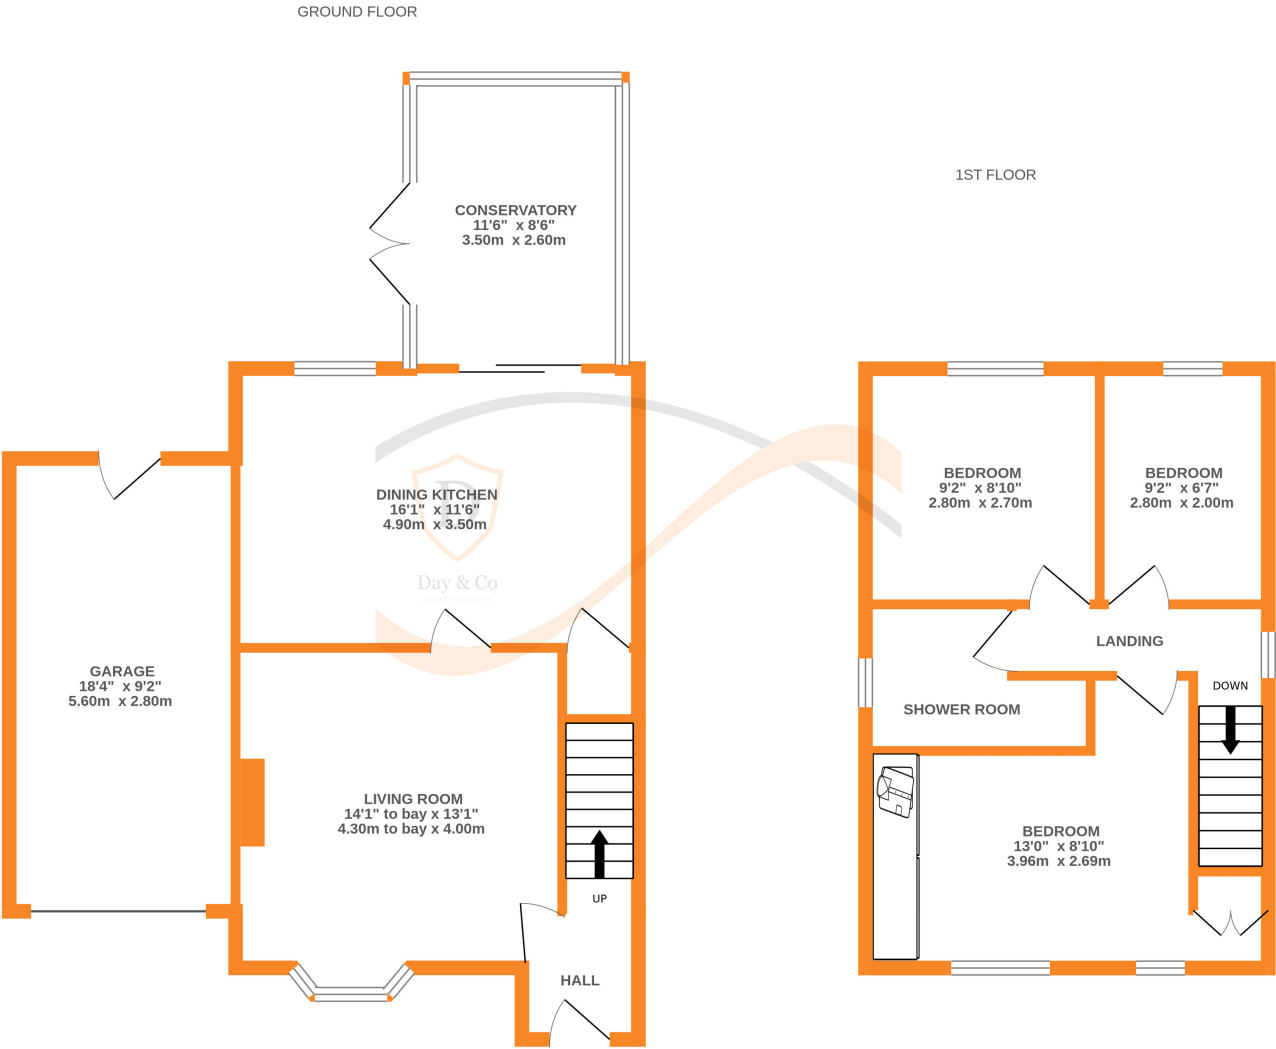 GROUND FLOOR
CONSERVATORY
11'6" x 8'6"
3.50m x 2.60m
DINING KITCHEN
16'1" x 11'6"
4.90m x 3.50m
D
Day & Co
ESTATE AGENTS
GARAGE
18'4" x 9'2"
5.60m x 2.80m
LIVING ROOM
14'1" to bay x 13'1"
4.30m to bay x 4.00m
UP
HALL
1ST FLOOR
BEDROOM
9'2" x 8'10"
2.80m x 2.70m
BEDROOM
9'2" x 6'7"
2.80m x 2.00m
LANDING
DOWN
SHOWER ROOM
BEDROOM
13'0" x 8'10"
3.96m x 2.69m